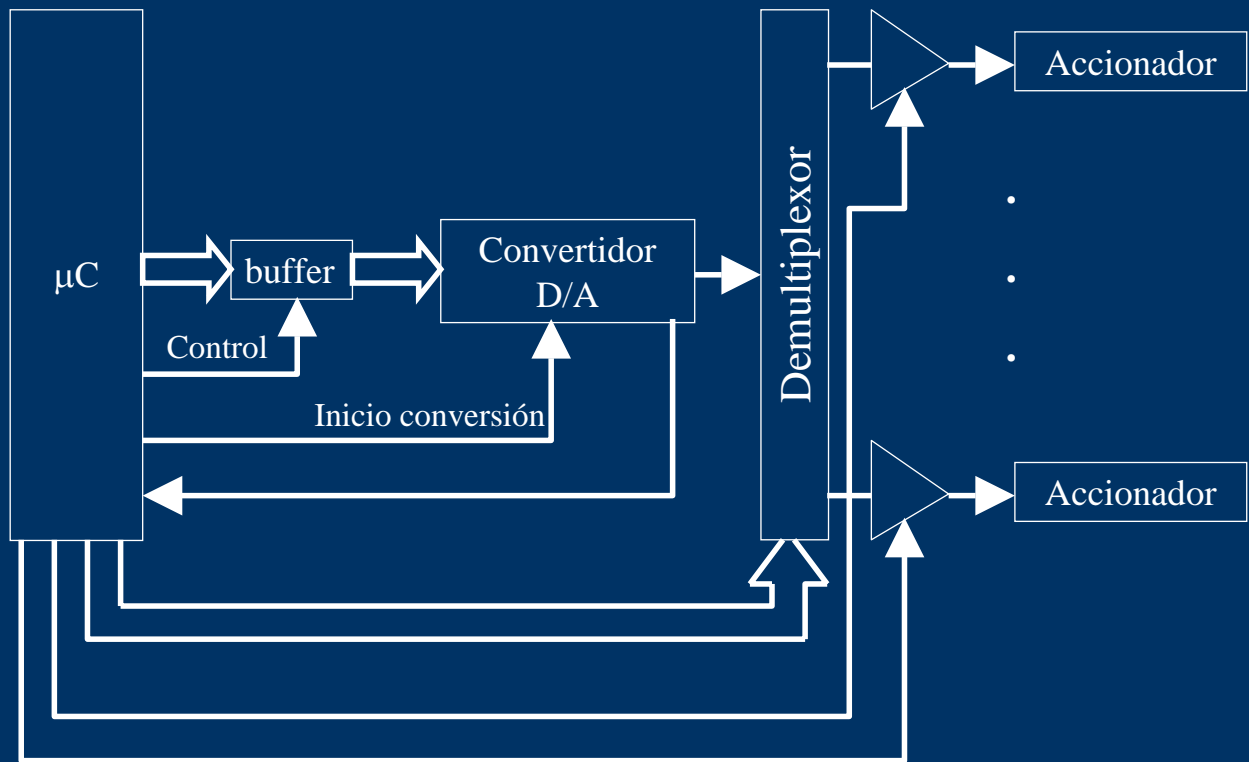 Accionador
μC
buffer
Convertidor
D/A
Demultiplexor
Control
Inicio conversión
Accionador